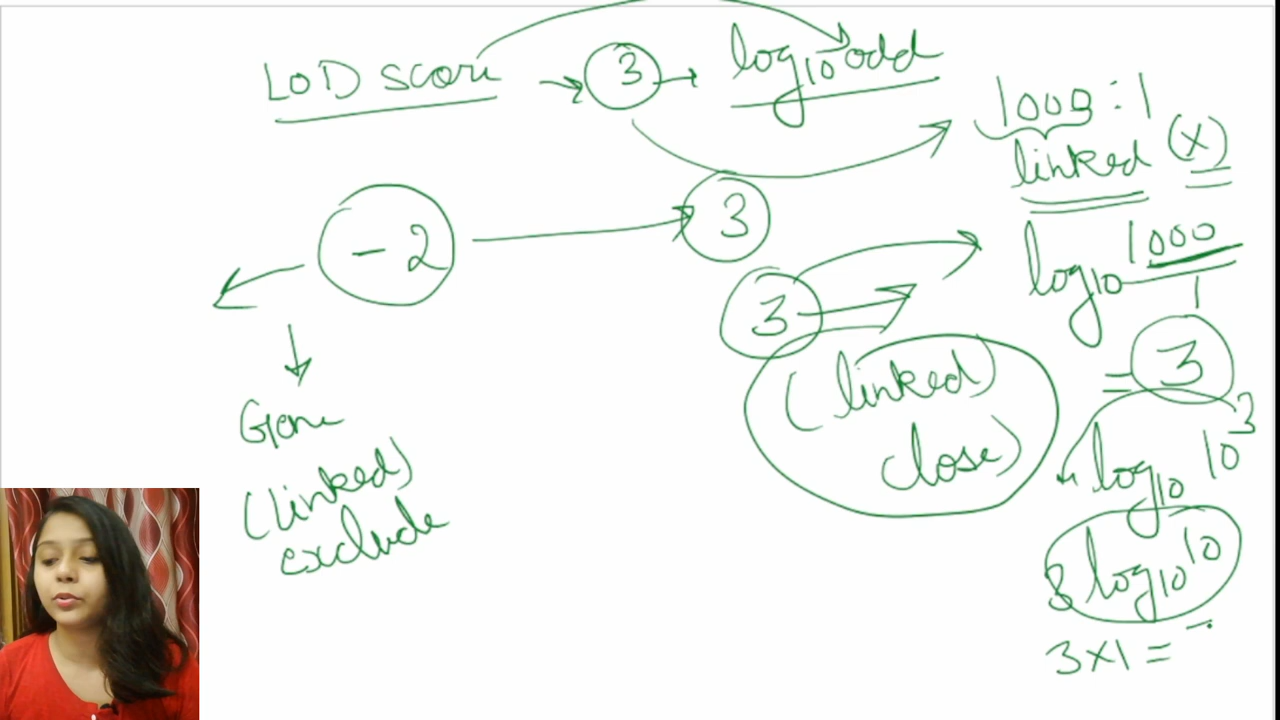 LOD score → 3 → log10 odd
1000 : 1
linked (x)
- 2 → 3
log10 1000
1
3
= 3
(linked)
close)
log10 10^3
Gene
(linked)
exclude
3 log10 10
3 x 1 =